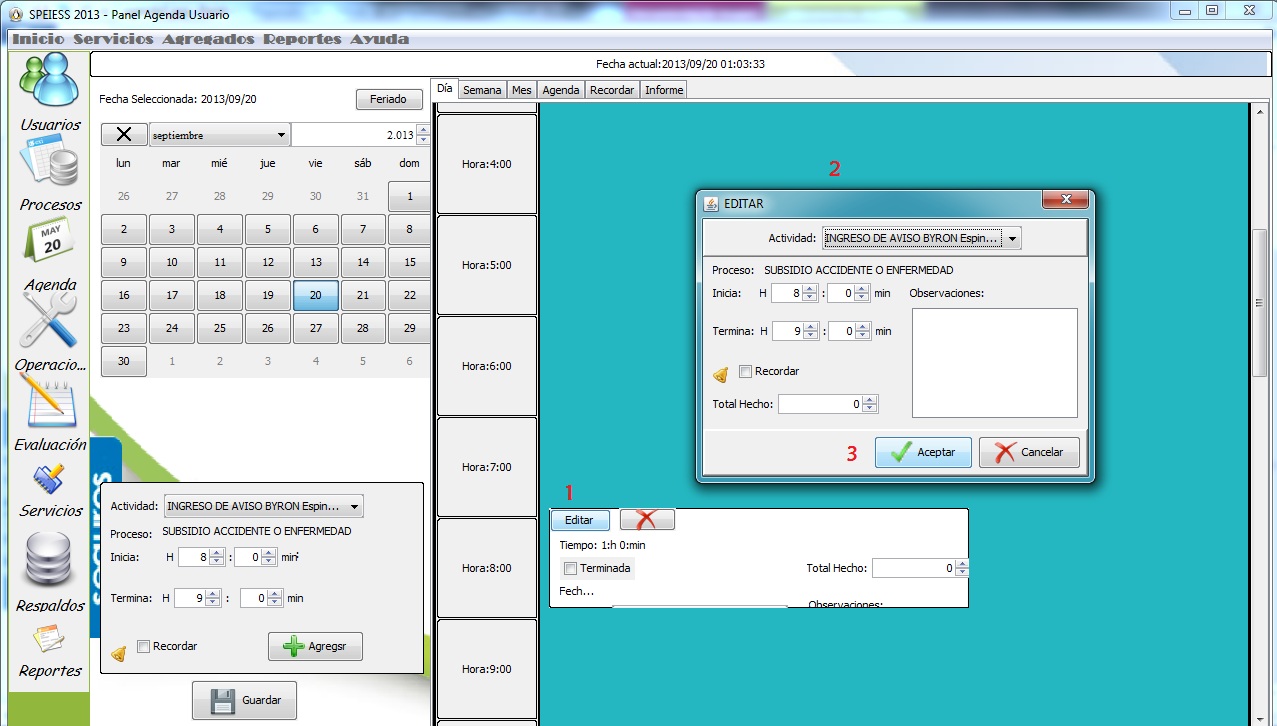 SPEIESS 2013 - Panel Agenda Usuario
Inicio Servicios Agregados Reportes Ayuda
Fecha actual:2013/09/20 01:03:33
Usuarios
Procesos
MAY
20
Agenda
Operacio...
Evaluación
Servicios
Respaldos
Reportes
Fecha Seleccionada: 2013/09/20
Feriado
septiembre
2.013
lun mar mié jue vie sáb dom
26 27 28 29 30 31 1
2 3 4 5 6 7 8
9 10 11 12 13 14 15
16 17 18 19 20 21 22
23 24 25 26 27 28 29
30 1 2 3 4 5 6
seguros
Actividad: INGRESO DE AVISO BYRON Espin...
Proceso: SUBSIDIO ACCIDENTE O ENFERMEDAD
Inicia: H 8 : 0 min
Termina: H 9 : 0 min
Recordar
Agregsr
Guardar
Día Semana Mes Agenda Recordar Informe
Hora:4:00
Hora:5:00
Hora:6:00
Hora:7:00
Hora:8:00
Hora:9:00
2
EDITAR
Actividad: INGRESO DE AVISO BYRON Espin...
Proceso: SUBSIDIO ACCIDENTE O ENFERMEDAD
Inicia: H 8 : 0 min Observaciones:
Termina: H 9 : 0 min
Recordar
Total Hecho: 0
3
Aceptar
Cancelar
1
Editar
Tiempo: 1:h 0:min
Terminada
Total Hecho: 0
Fech...
Observaciones: